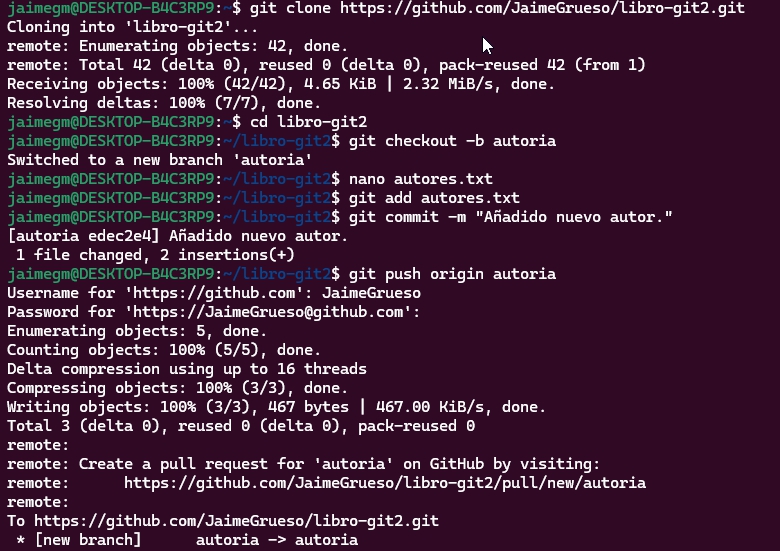 jaimegm@DESKTOP-B4C3RP9:~$ git clone https://github.com/JaimeGrueso/libro-git2.git
Cloning into 'libro-git2'...
remote: Enumerating objects: 42, done.
remote: Total 42 (delta 0), reused 0 (delta 0), pack-reused 42 (from 1)
Receiving objects: 100% (42/42), 4.65 KiB | 2.32 MiB/s, done.
Resolving deltas: 100% (7/7), done.
jaimegm@DESKTOP-B4C3RP9:~$ cd libro-git2
jaimegm@DESKTOP-B4C3RP9:~/libro-git2$ git checkout -b autoria
Switched to a new branch 'autoria'
jaimegm@DESKTOP-B4C3RP9:~/libro-git2$ nano autores.txt
jaimegm@DESKTOP-B4C3RP9:~/libro-git2$ git add autores.txt
jaimegm@DESKTOP-B4C3RP9:~/libro-git2$ git commit -m "Añadido nuevo autor."
[autoria edec2e4] Añadido nuevo autor.
 1 file changed, 2 insertions(+)
jaimegm@DESKTOP-B4C3RP9:~/libro-git2$ git push origin autoria
Username for 'https://github.com': JaimeGrueso
Password for 'https://JaimeGrueso@github.com':
Enumerating objects: 5, done.
Counting objects: 100% (5/5), done.
Delta compression using up to 16 threads
Compressing objects: 100% (3/3), done.
Writing objects: 100% (3/3), 467 bytes | 467.00 KiB/s, done.
Total 3 (delta 0), reused 0 (delta 0), pack-reused 0
remote:
remote: Create a pull request for 'autoria' on GitHub by visiting:
remote:      https://github.com/JaimeGrueso/libro-git2/pull/new/autoria
remote:
To https://github.com/JaimeGrueso/libro-git2.git
 * [new branch]      autoria -> autoria